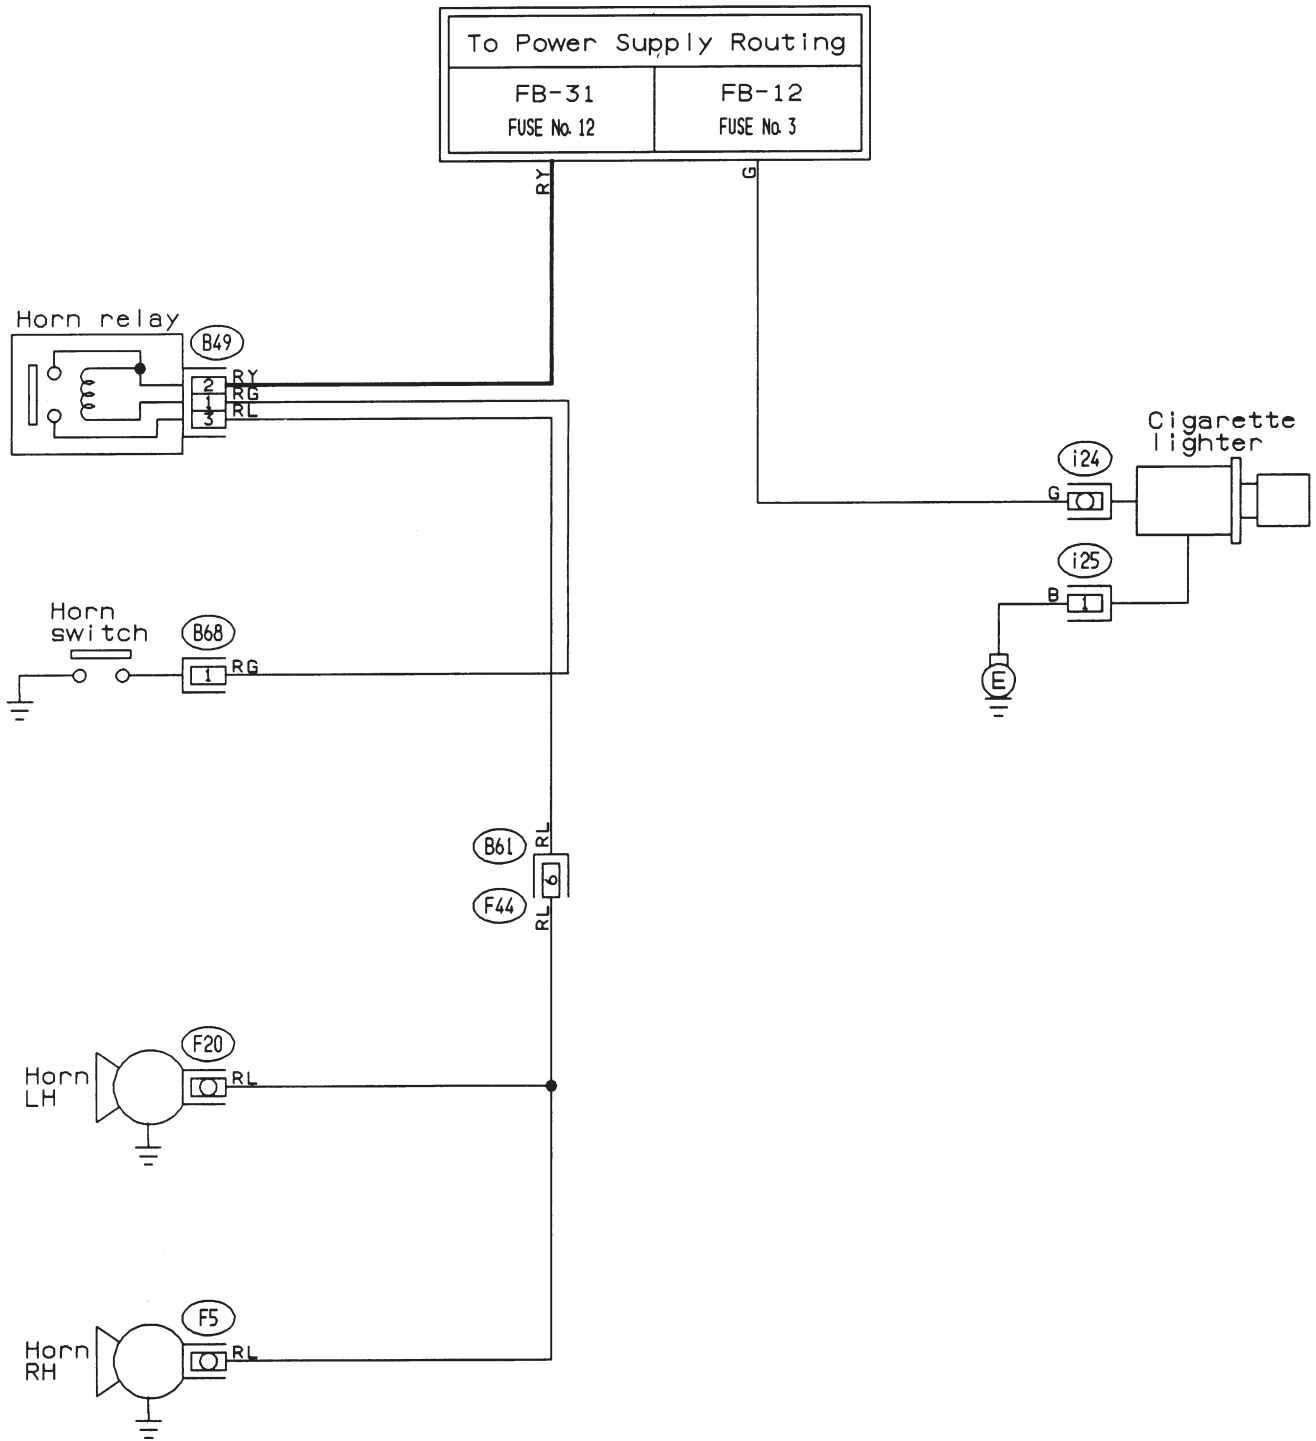 To Power Supply Routing
FB-31
FUSE No. 12
FB-12
FUSE No. 3
RY
G
Horn relay
B49
2
RY
1
RG
3
RL
Cigarette
lighter
i24
G
i25
B
1
E
Horn
switch
B68
1
RG
RL
B61
6
F44
RL
F20
Horn
LH
RL
F5
Horn
RH
RL